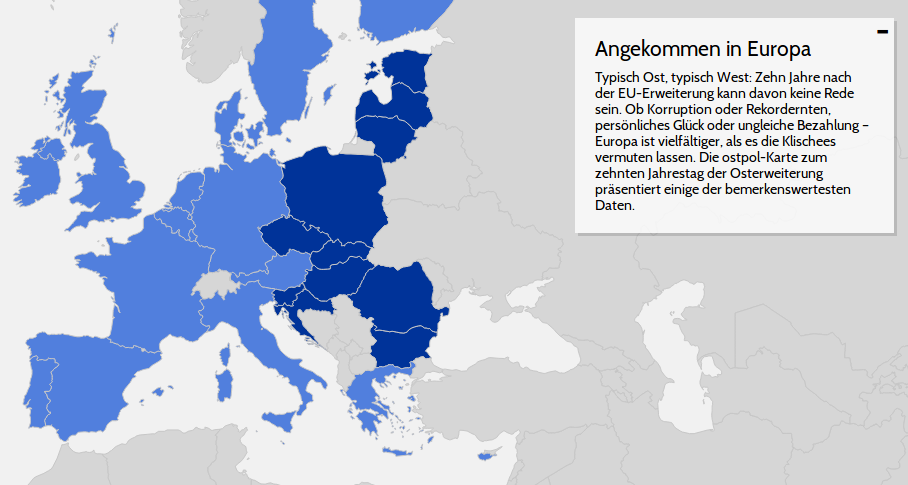 Angekommen in Europa
Typisch Ost, typisch West: Zehn Jahre nach
der EU-Erweiterung kann davon keine Rede
sein. Ob Korruption oder Rekordernten,
persönliches Glück oder ungleiche Bezahlung –
Europa ist vielfältiger, als es die Klischees
vermuten lassen. Die ostpol-Karte zum
zehnten Jahrestag der Osterweiterung
präsentiert einige der bemerkenswertesten
Daten.